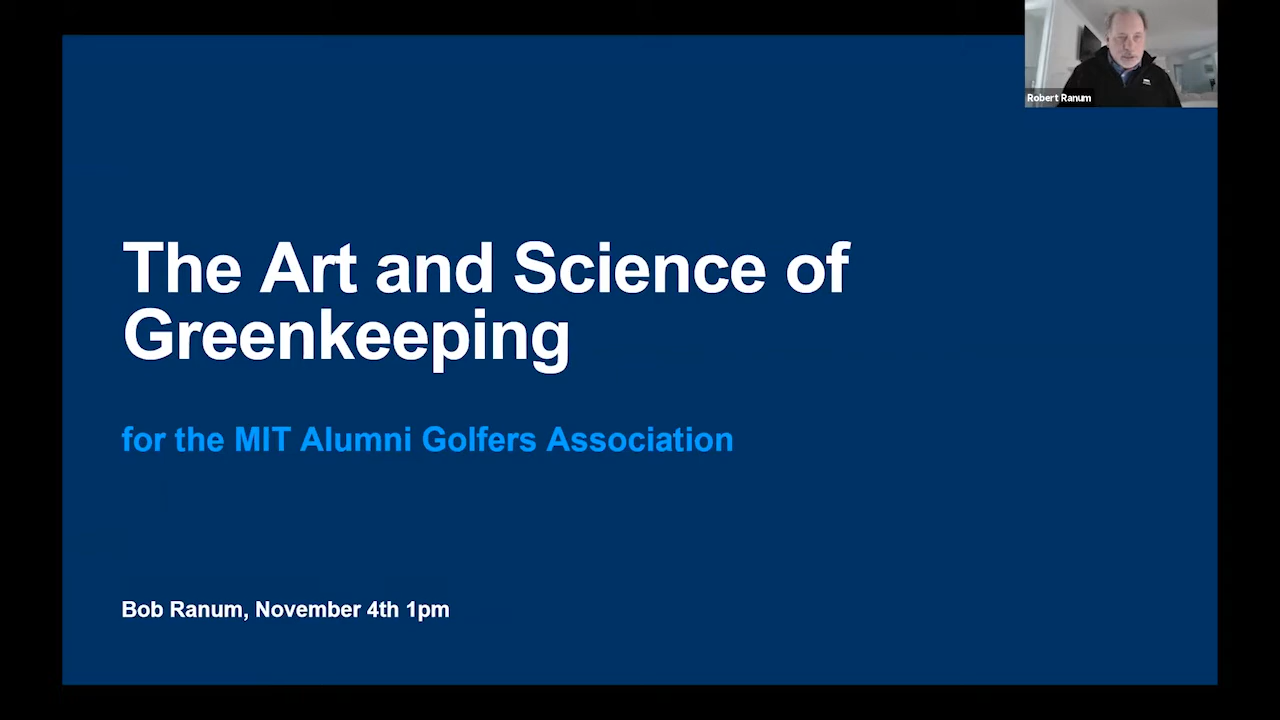 Robert Ranum
The Art and Science of
Greenkeeping
for the MIT Alumni Golfers Association
Bob Ranum, November 4th 1pm